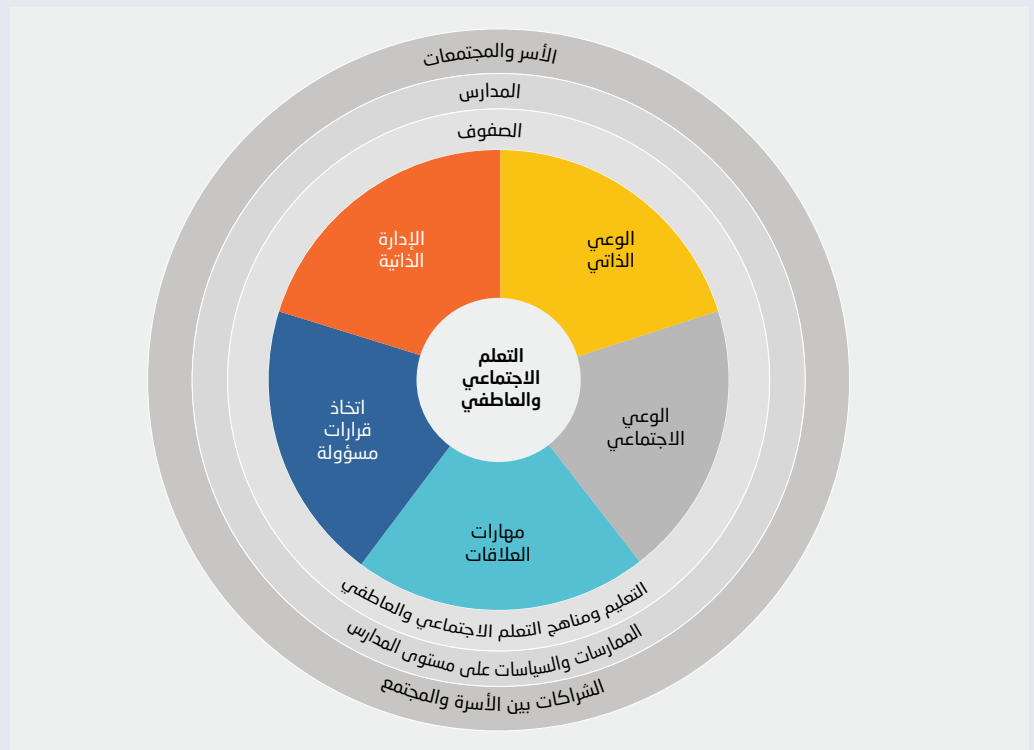 الأسر والمجتمعات
المدارس
الصفوف
الوعي
الذاتي
الإدارة
الذاتية
التعلم
الاجتماعي
والعاطفي
الوعي
الاجتماعي
اتخاذ
قرارات
مسؤولة
مهارات
العلاقات
التعليم ومناهج التعلم الاجتماعي والعاطفي
الممارسات والسياسات على مستوى المدارس
الشراكات بين الأسرة والمجتمع